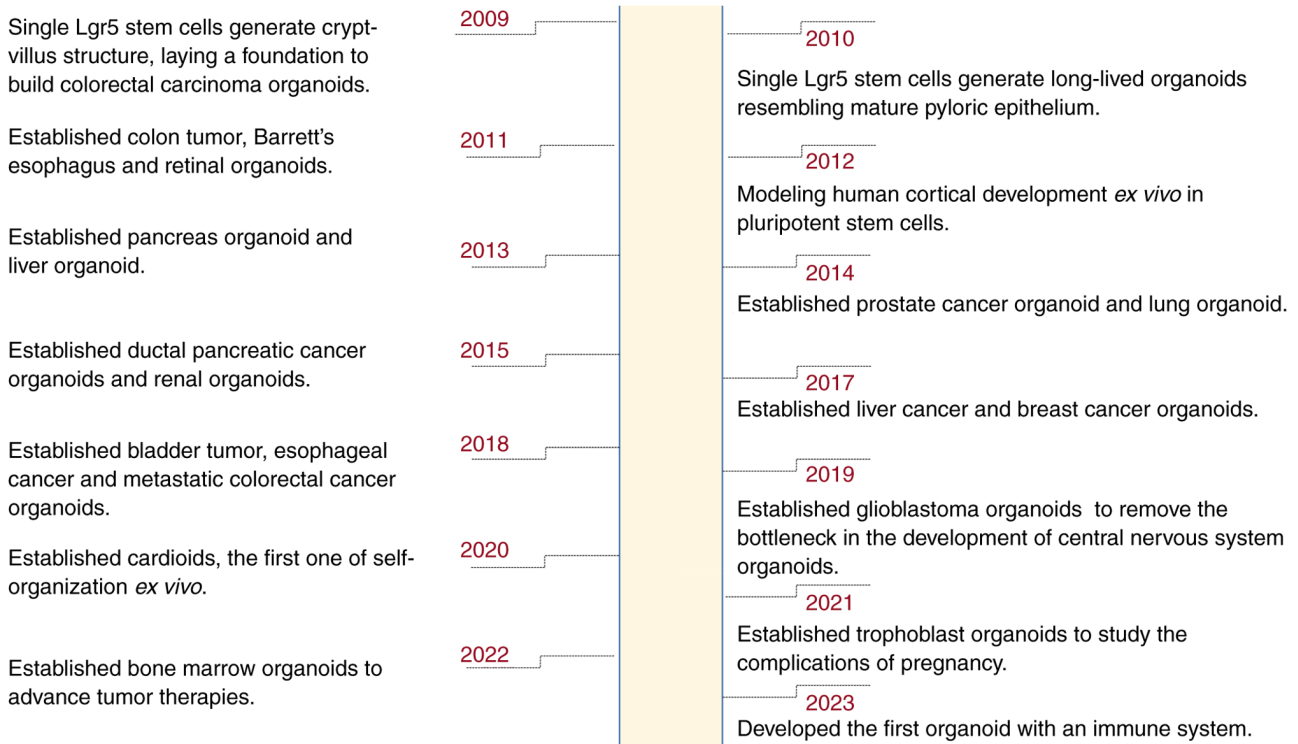 2009
Single Lgr5 stem cells generate crypt-
villus structure, laying a foundation to
build colorectal carcinoma organoids.
2010
Single Lgr5 stem cells generate long-lived organoids
resembling mature pyloric epithelium.
2011
Established colon tumor, Barrett’s
esophagus and retinal organoids.
2012
Modeling human cortical development ex vivo in
pluripotent stem cells.
2013
Established pancreas organoid and
liver organoid.
2014
Established prostate cancer organoid and lung organoid.
2015
Established ductal pancreatic cancer
organoids and renal organoids.
2017
Established liver cancer and breast cancer organoids.
2018
Established bladder tumor, esophageal
cancer and metastatic colorectal cancer
organoids.
2019
Established glioblastoma organoids to remove the
bottleneck in the development of central nervous system
organoids.
2020
Established cardioids, the first one of self-
organization ex vivo.
2021
Established trophoblast organoids to study the
complications of pregnancy.
2022
Established bone marrow organoids to
advance tumor therapies.
2023
Developed the first organoid with an immune system.